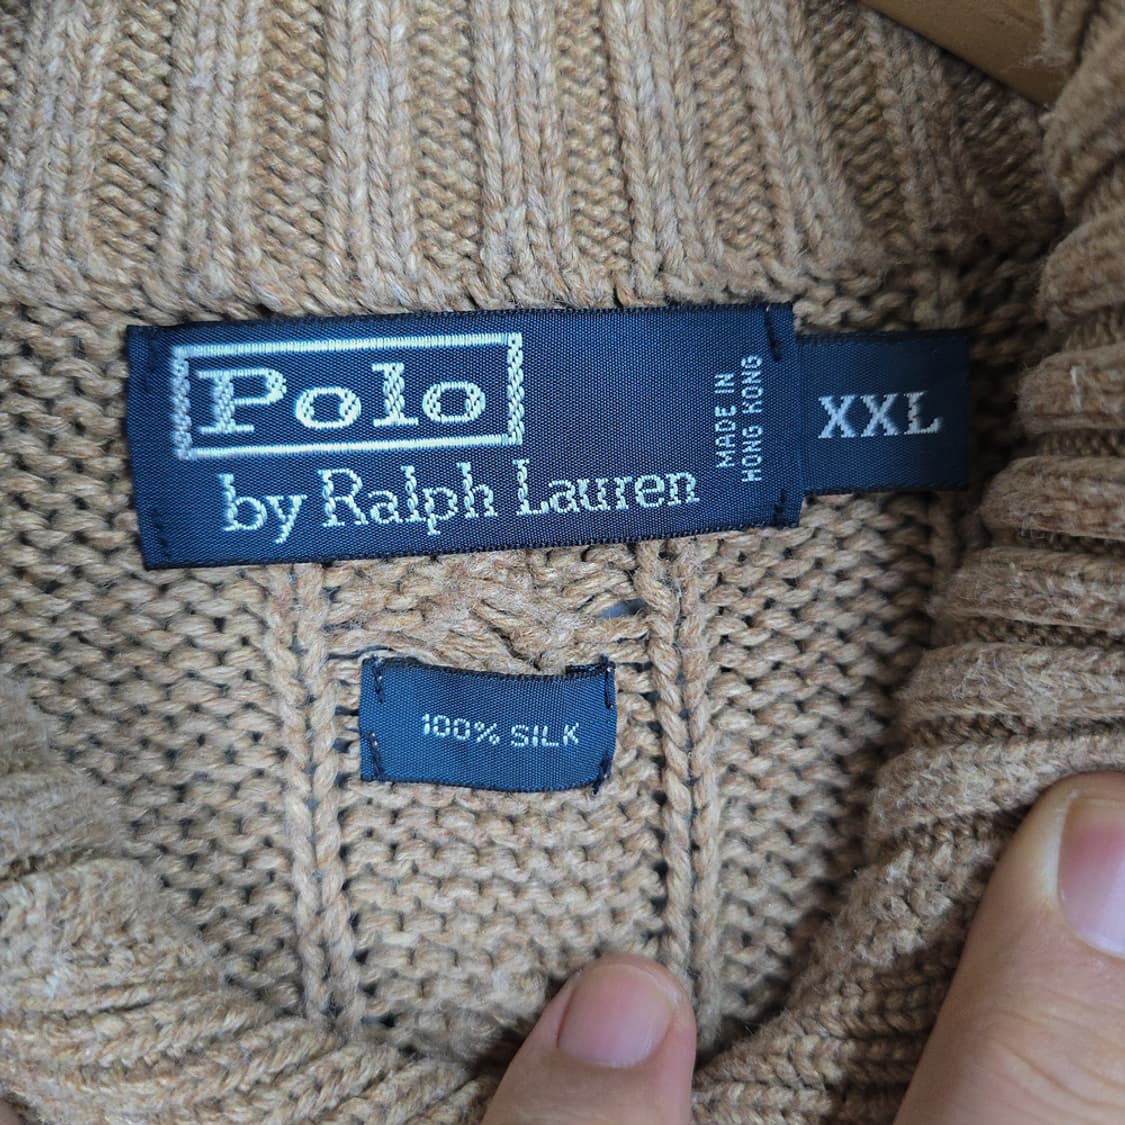 Polo
by Ralph Lauren
MADE IN
HONG KONG
XXL
100% SILK